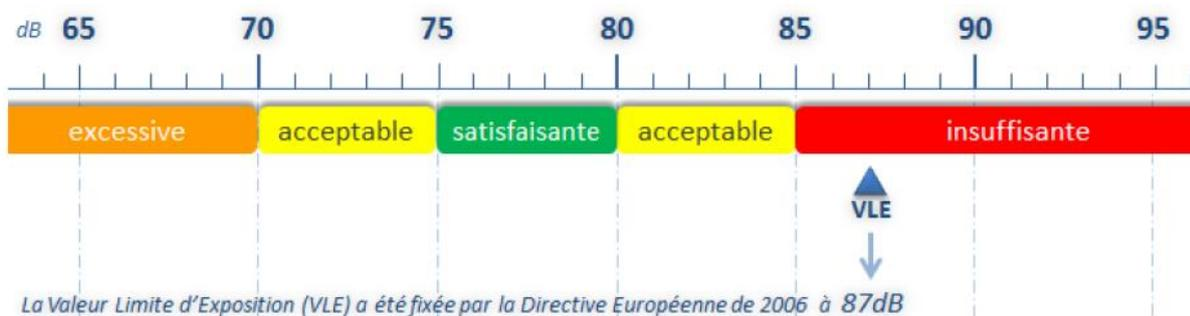 dB 65 70 75 80 85 90 95
excessive acceptable satisfaisante acceptable insuffisante
VLE
La Valeur Limite d'Exposition (VLE) a été fixée par la Directive Européenne de 2006 à 87dB